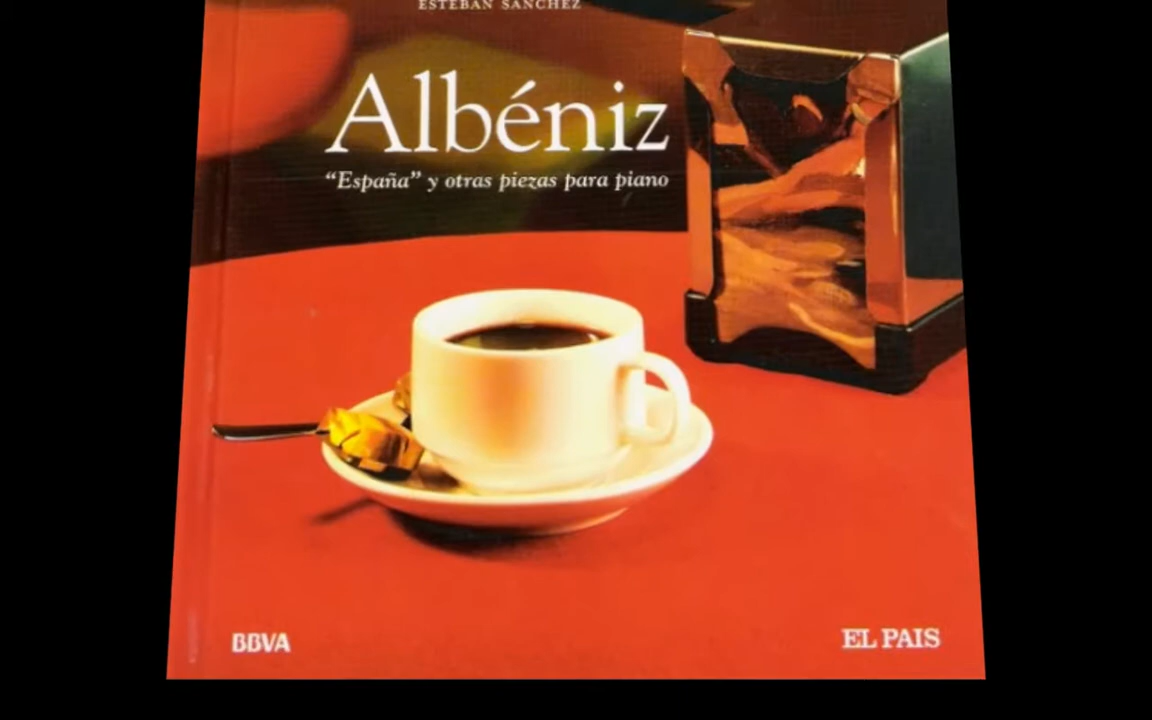 ESTEBAN SÁNCHEZ
Albéniz
“España” y otras piezas para piano
BBVA
EL PAIS